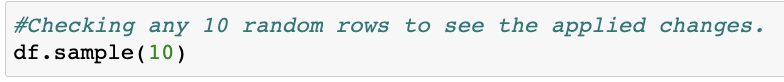 #Checking any 10 random rows to see the applied changes.
df.sample(10)